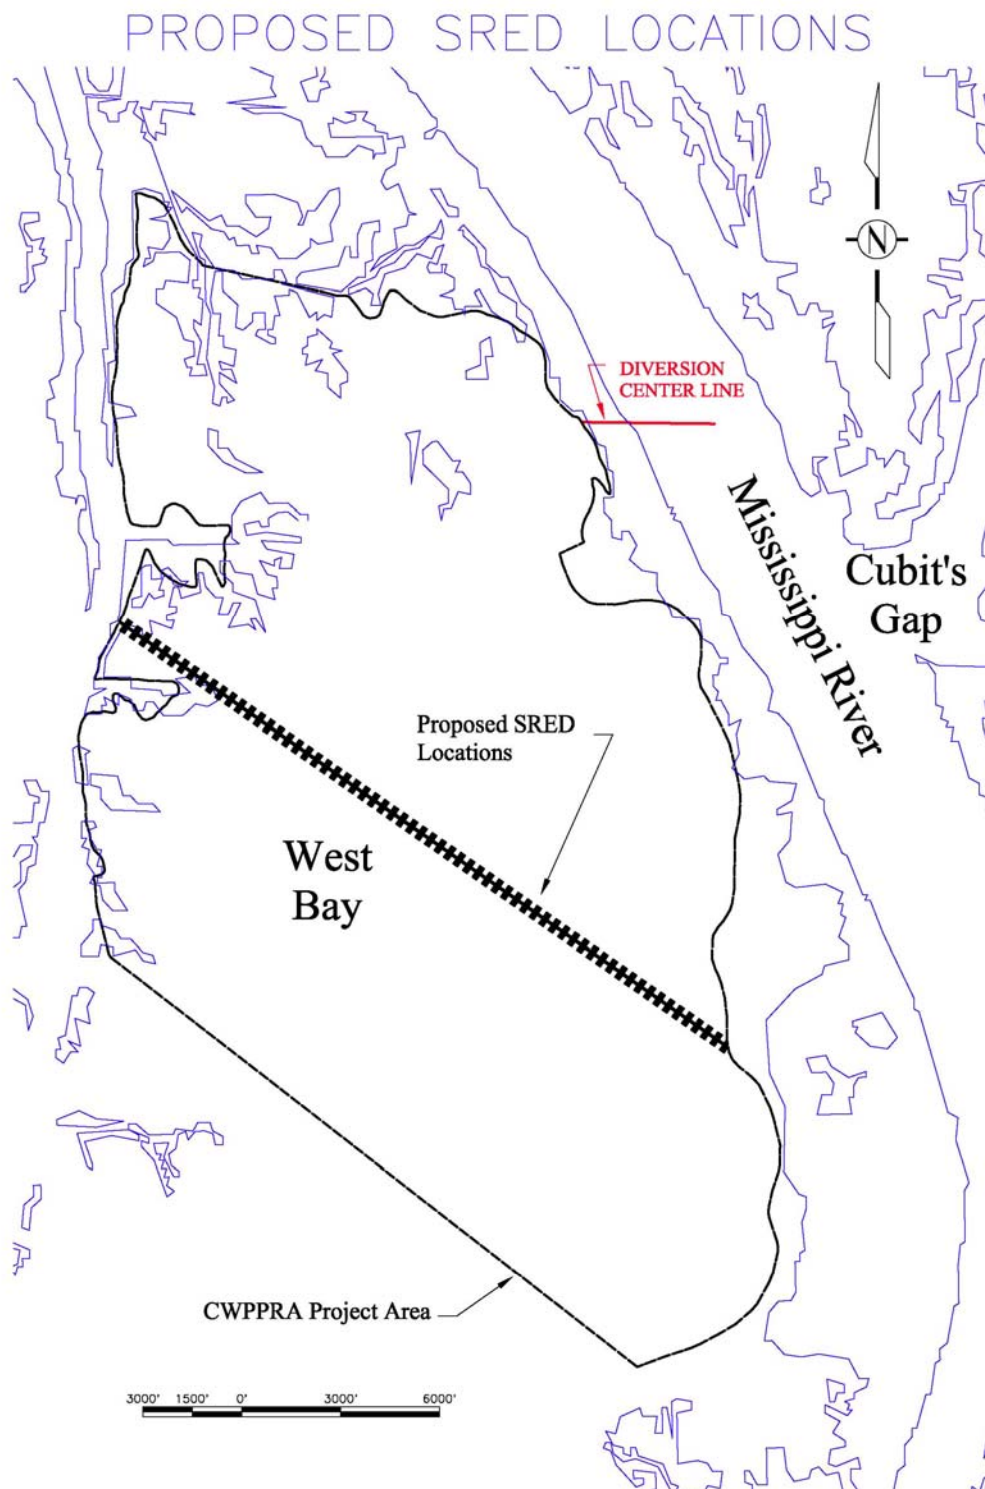 PROPOSED SRED LOCATIONS
N
DIVERSION
CENTER LINE
Mississippi River
Cubit's
Gap
Proposed SRED
Locations
West
Bay
CWPPRA Project Area
3000' 1500' 0' 3000' 6000'